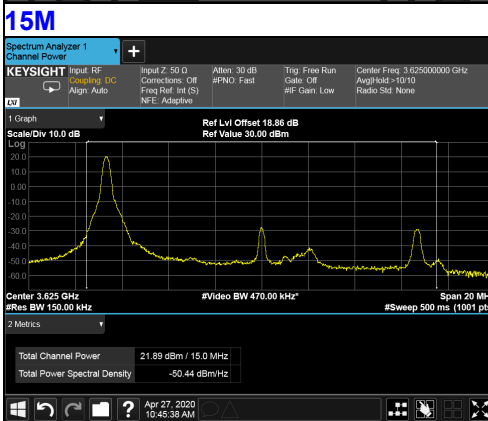 15M
Spectrum Analyzer 1
Channel Power
+
KEYSIGHT Input: RF Input Z: 50 Ω Atten: 30 dB Trig: Free Run Center Freq: 3.625000000 GHz
Coupling: DC Corrections: Off #PNO: Fast Gate: Off Avg|Hold:>10/10
Align: Auto Freq Ref: Int (S) #IF Gain: Low Radio Std: None
LXI NFE: Adaptive
1 Graph Ref Lvl Offset 18.86 dB
Scale/Div 10.0 dB Ref Value 30.00 dBm
Log
20.0
10.0
0.00
-10.0
-20.0
-30.0
-40.0
-50.0
-60.0
Center 3.625 GHz #Video BW 470.00 kHz* Span 20 MH
#Res BW 150.00 kHz #Sweep 500 ms (1001 pts
2 Metrics
Total Channel Power 21.89 dBm / 15.0 MHz
Total Power Spectral Density -50.44 dBm/Hz
? Apr 27, 2020
10:45:38 AM